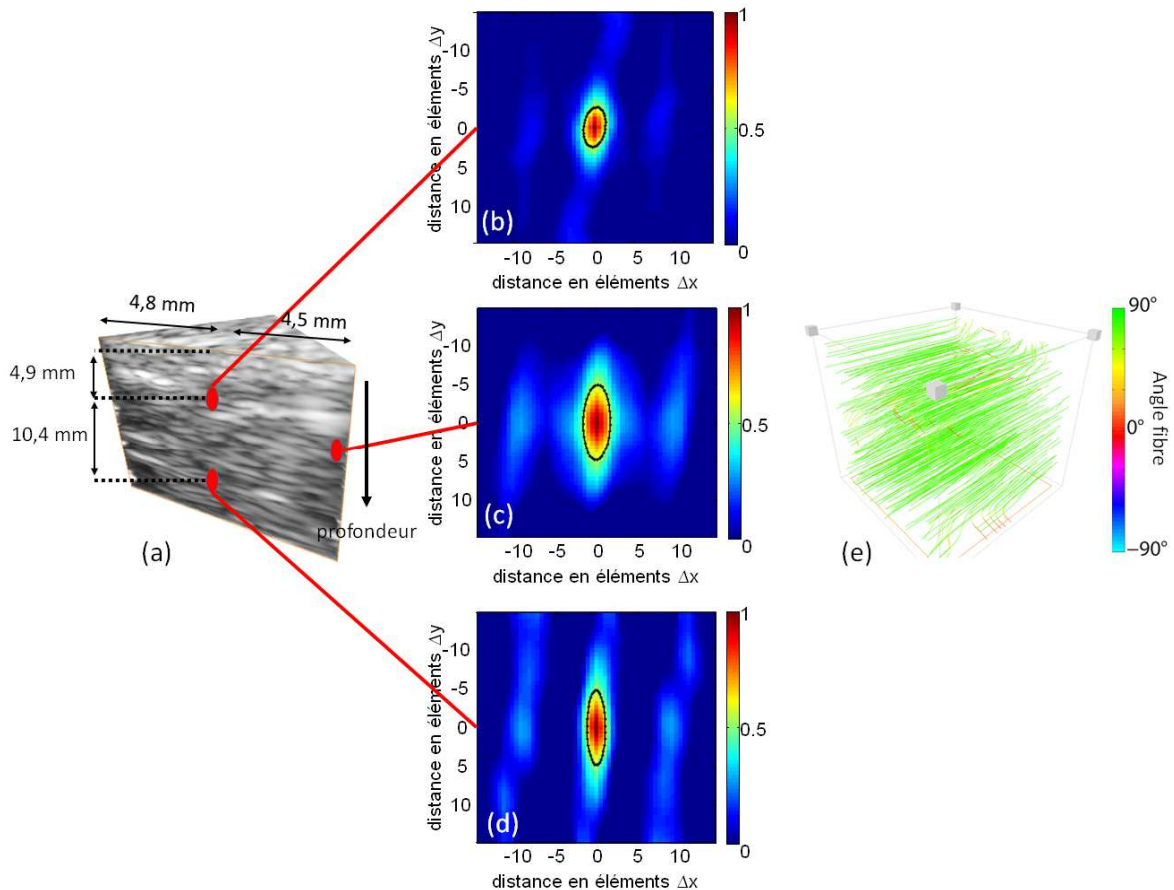 4,8 mm
4,5 mm
4,9 mm
10,4 mm
profondeur
(a)
distance en éléments Δy
-10
-5
0
5
10
(b)
-10 -5 0 5 10
distance en éléments Δx
1
0.5
0
distance en éléments Δy
-10
-5
0
5
10
(c)
-10 -5 0 5 10
distance en éléments Δx
1
0.5
0
distance en éléments Δy
-10
-5
0
5
10
(d)
-10 -5 0 5 10
distance en éléments Δx
1
0.5
0
(e)
90°
0°
−90°
Angle fibre